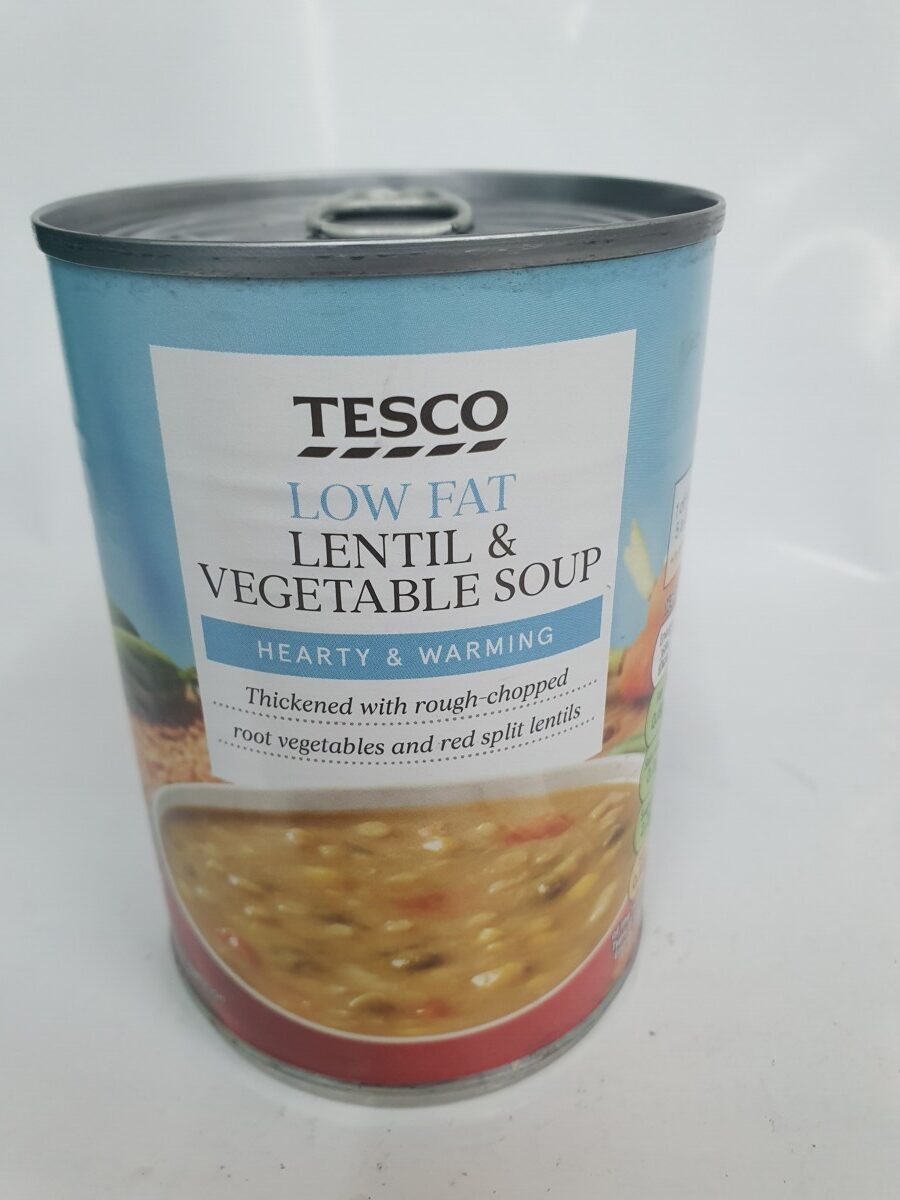 TESCO
LOW FAT
LENTIL &
VEGETABLE SOUP
HEARTY & WARMING
Thickened with rough-chopped
root vegetables and red split lentils